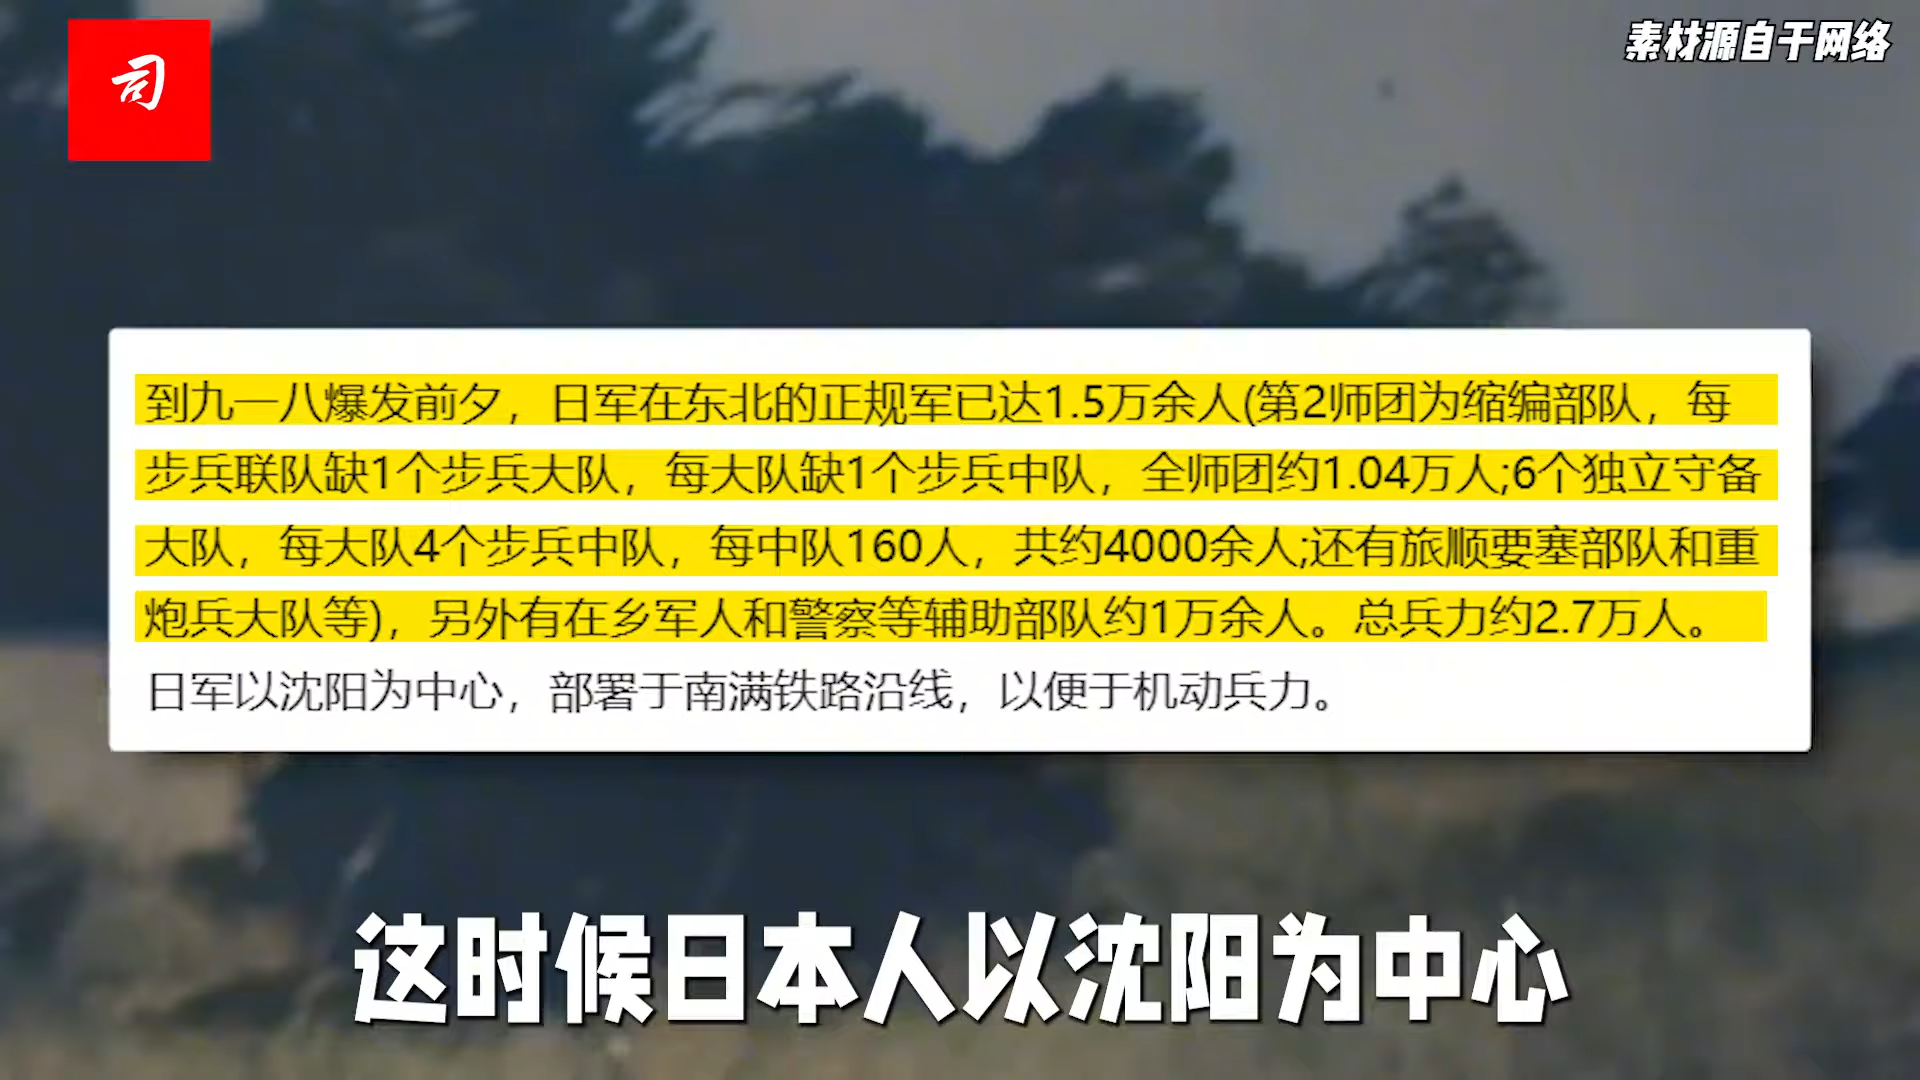 司
素材源自于网络
到九一八爆发前夕，日军在东北的正规军已达1.5万余人(第2师团为缩编部队，每
步兵联队缺1个步兵大队，每大队缺1个步兵中队，全师团约1.04万人;6个独立守备
大队，每大队4个步兵中队，每中队160人，共约4000余人;还有旅顺要塞部队和重
炮兵大队等)，另外有在乡军人和警察等辅助部队约1万余人。总兵力约2.7万人。
日军以沈阳为中心，部署于南满铁路沿线，以便于机动兵力。
这时候日本人以沈阳为中心